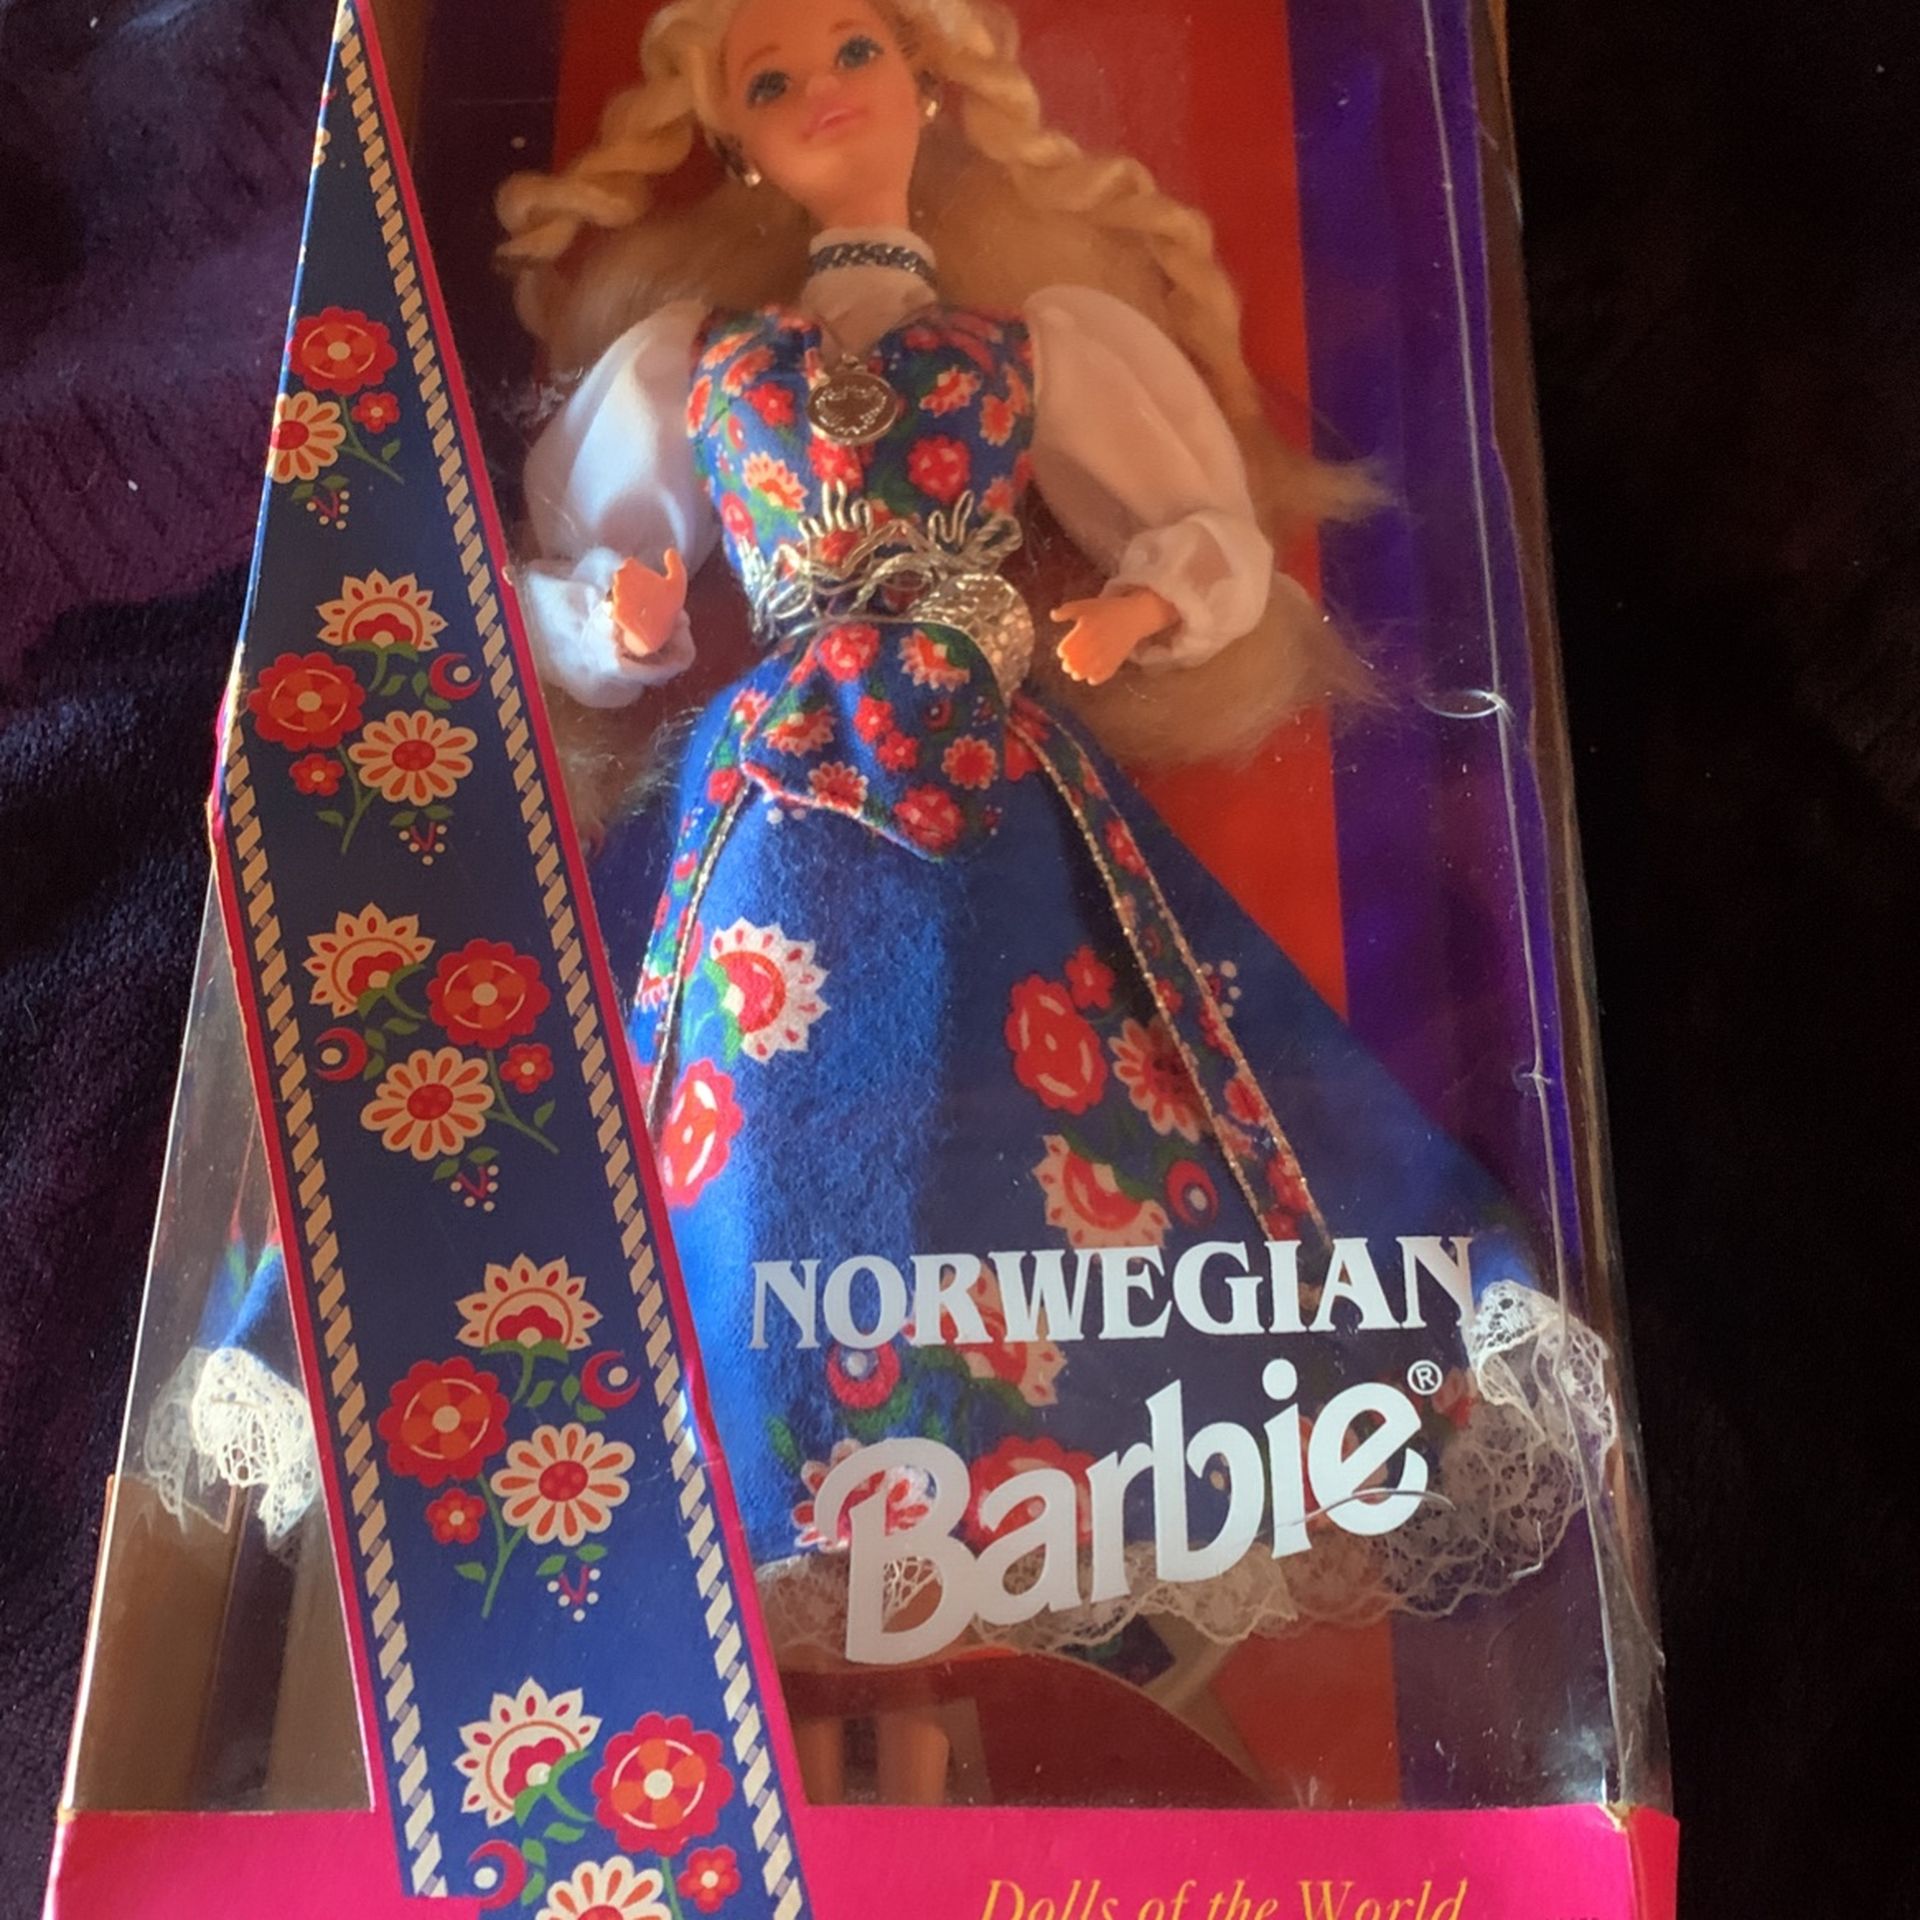 NORWEGIAN
Barbie®
Dolls of the World